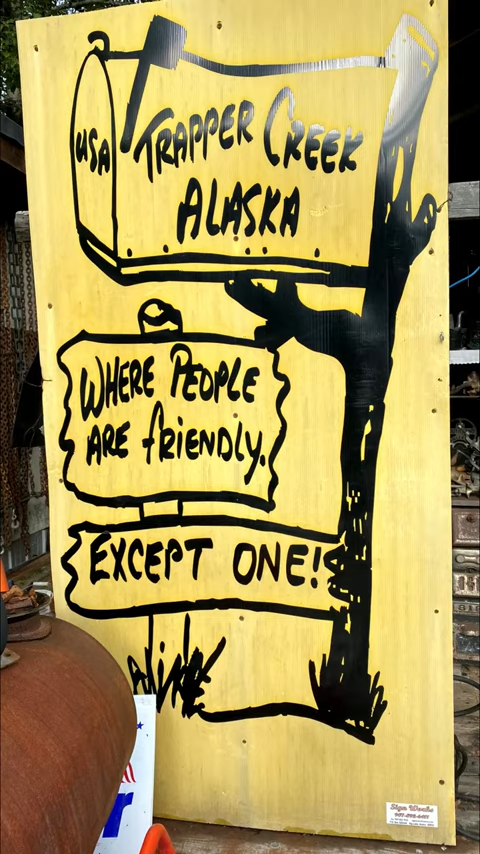 USA
TRAPPER CREEK
ALASKA
WHERE PEOPLE
ARE fRiENDLY.
EXCEPT ONE!
Sign Works